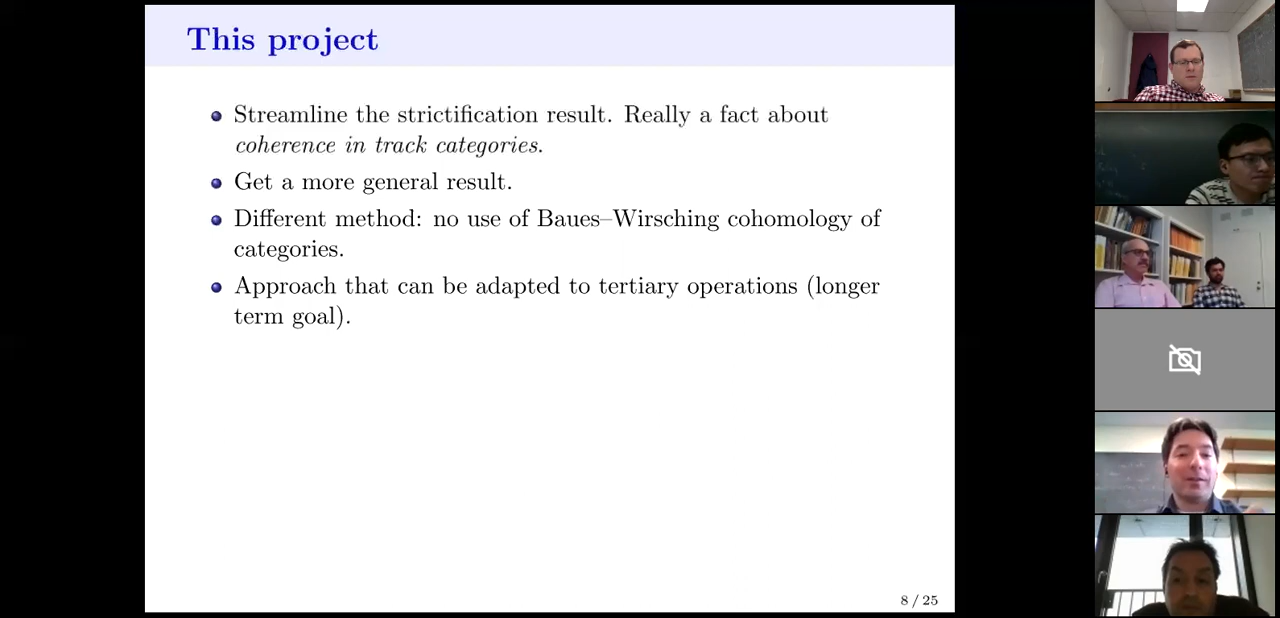 This project
Streamline the strictification result. Really a fact about
coherence in track categories.
Get a more general result.
Different method: no use of Baues–Wirsching cohomology of
categories.
Approach that can be adapted to tertiary operations (longer
term goal).
8 / 25